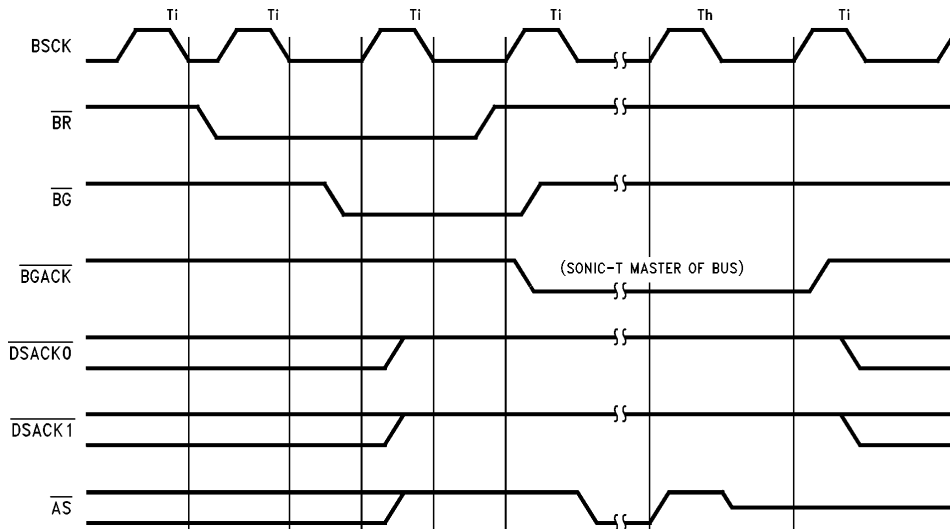 Ti Ti Ti Ti Th Ti
BSCK
BR
BG
BGACK (SONIC-T MASTER OF BUS)
DSACK0
DSACK1
AS